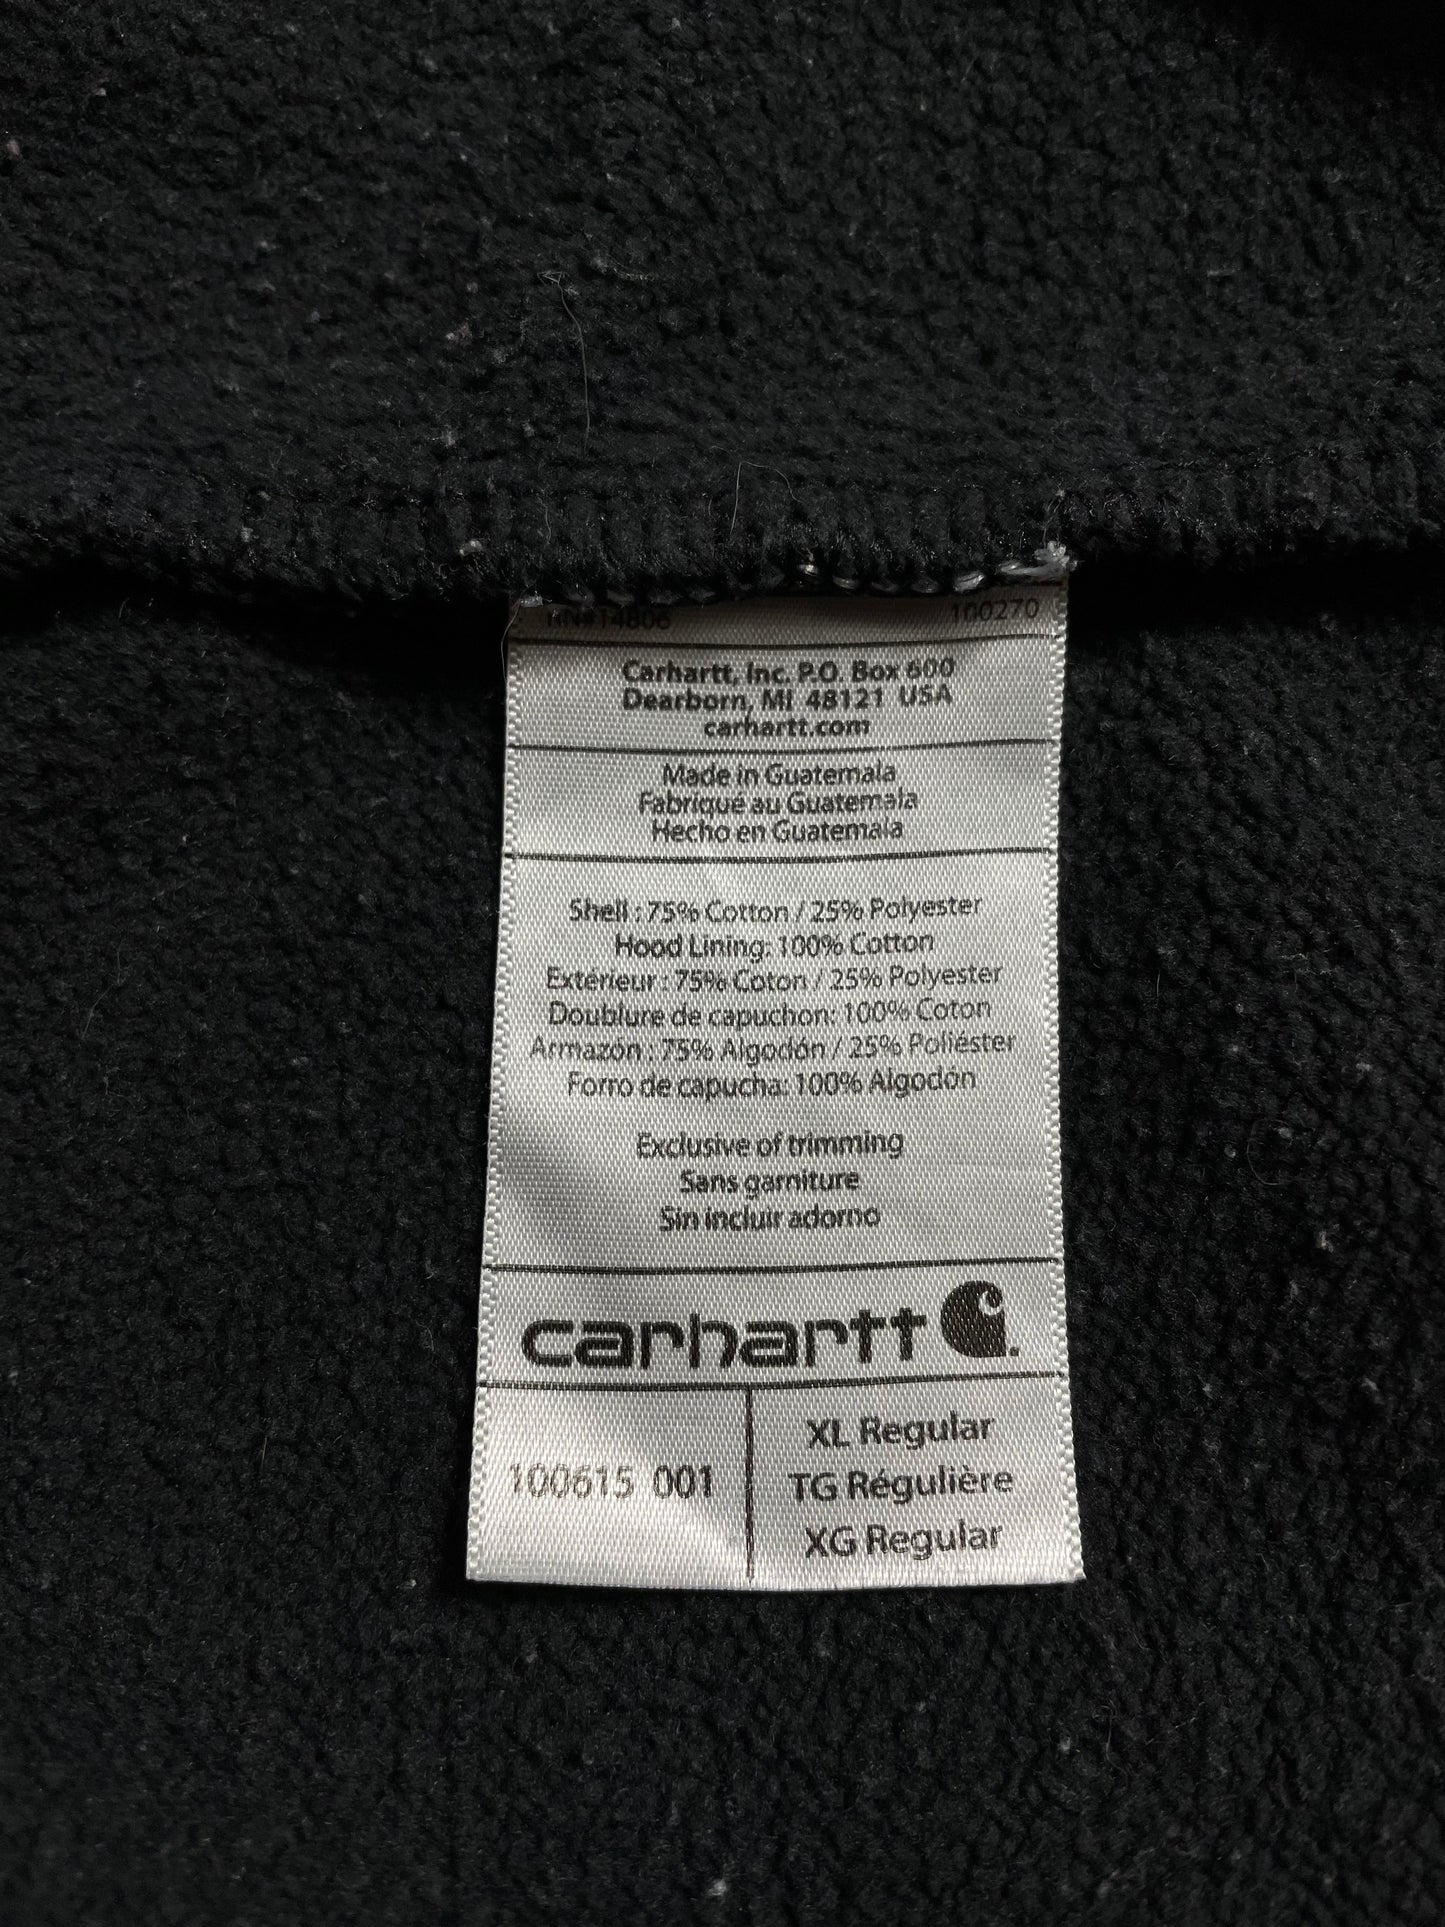 RN#14806 100270
Carhartt, Inc. P.O. Box 600
Dearborn, MI 48121 USA
carhartt.com
Made in Guatemala
Fabriqué au Guatemala
Hecho en Guatemala
Shell : 75% Cotton / 25% Polyester
Hood Lining: 100% Cotton
Extérieur : 75% Coton / 25% Polyester
Doublure de capuchon: 100% Coton
Armazón : 75% Algodón / 25% Poliéster
Forro de capucha: 100% Algodón
Exclusive of trimming
Sans garniture
Sin incluir adorno
carhartt
100615 001
XL Regular
TG Régulière
XG Regular